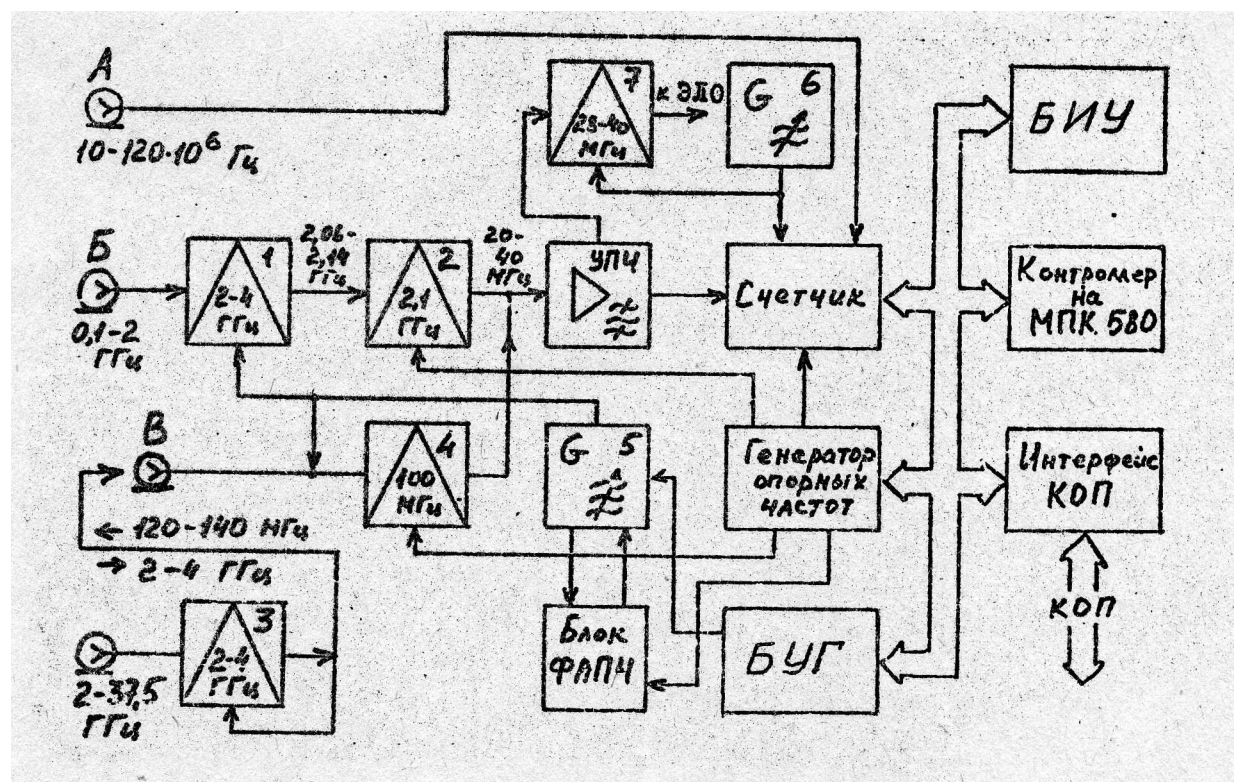 А
10-120·10⁶ Гц
7
28-40
МГц
к ЭЛО
G 6
БИУ
Б
0,1-2
ГГц
1
2-4
ГГц
2,06-
2,14
ГГц
2
2,1
ГГц
20-
40
МГц
УПЧ
Счетчик
Контроллер
на
МПК 580
В
4
100
МГц
G 5
Генератор
опорных
частот
Интерфейс
КОП
← 120-140 МГц
→ 2-4 ГГц
КОП
3
2-4
ГГц
2-37,5
ГГц
Блок
ФАПЧ
БУГ